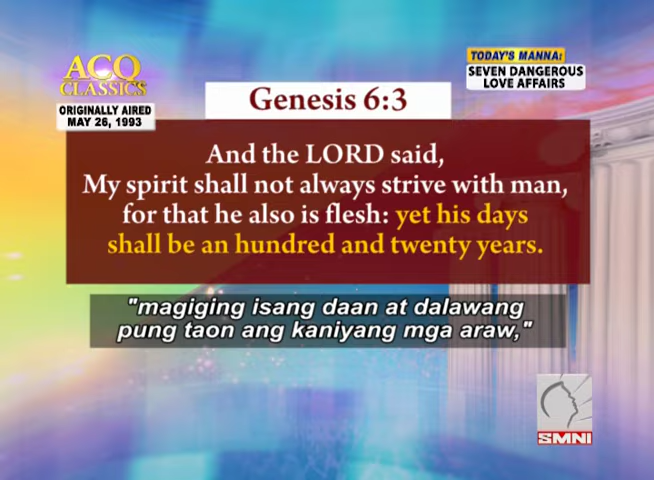 ACQ
CLASSICS
ORIGINALLY AIRED
MAY 26, 1993
TODAY'S MANNA:
SEVEN DANGEROUS
LOVE AFFAIRS
Genesis 6:3
And the LORD said,
My spirit shall not always strive with man,
for that he also is flesh: yet his days
shall be an hundred and twenty years.
"magiging isang daan at dalawang
pung taon ang kaniyang mga araw,"
SMNI